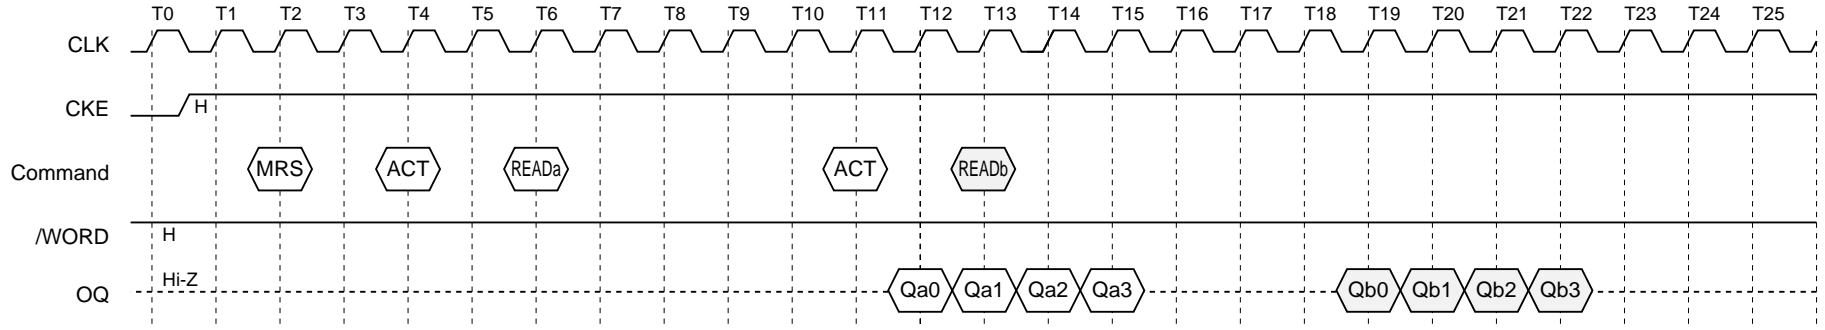 T0 T1 T2 T3 T4 T5 T6 T7 T8 T9 T10 T11 T12 T13 T14 T15 T16 T17 T18 T19 T20 T21 T22 T23 T24 T25
CLK
CKE H
Command MRS ACT READa ACT READb
/WORD H
OQ Hi-Z Qa0 Qa1 Qa2 Qa3 Qb0 Qb1 Qb2 Qb3